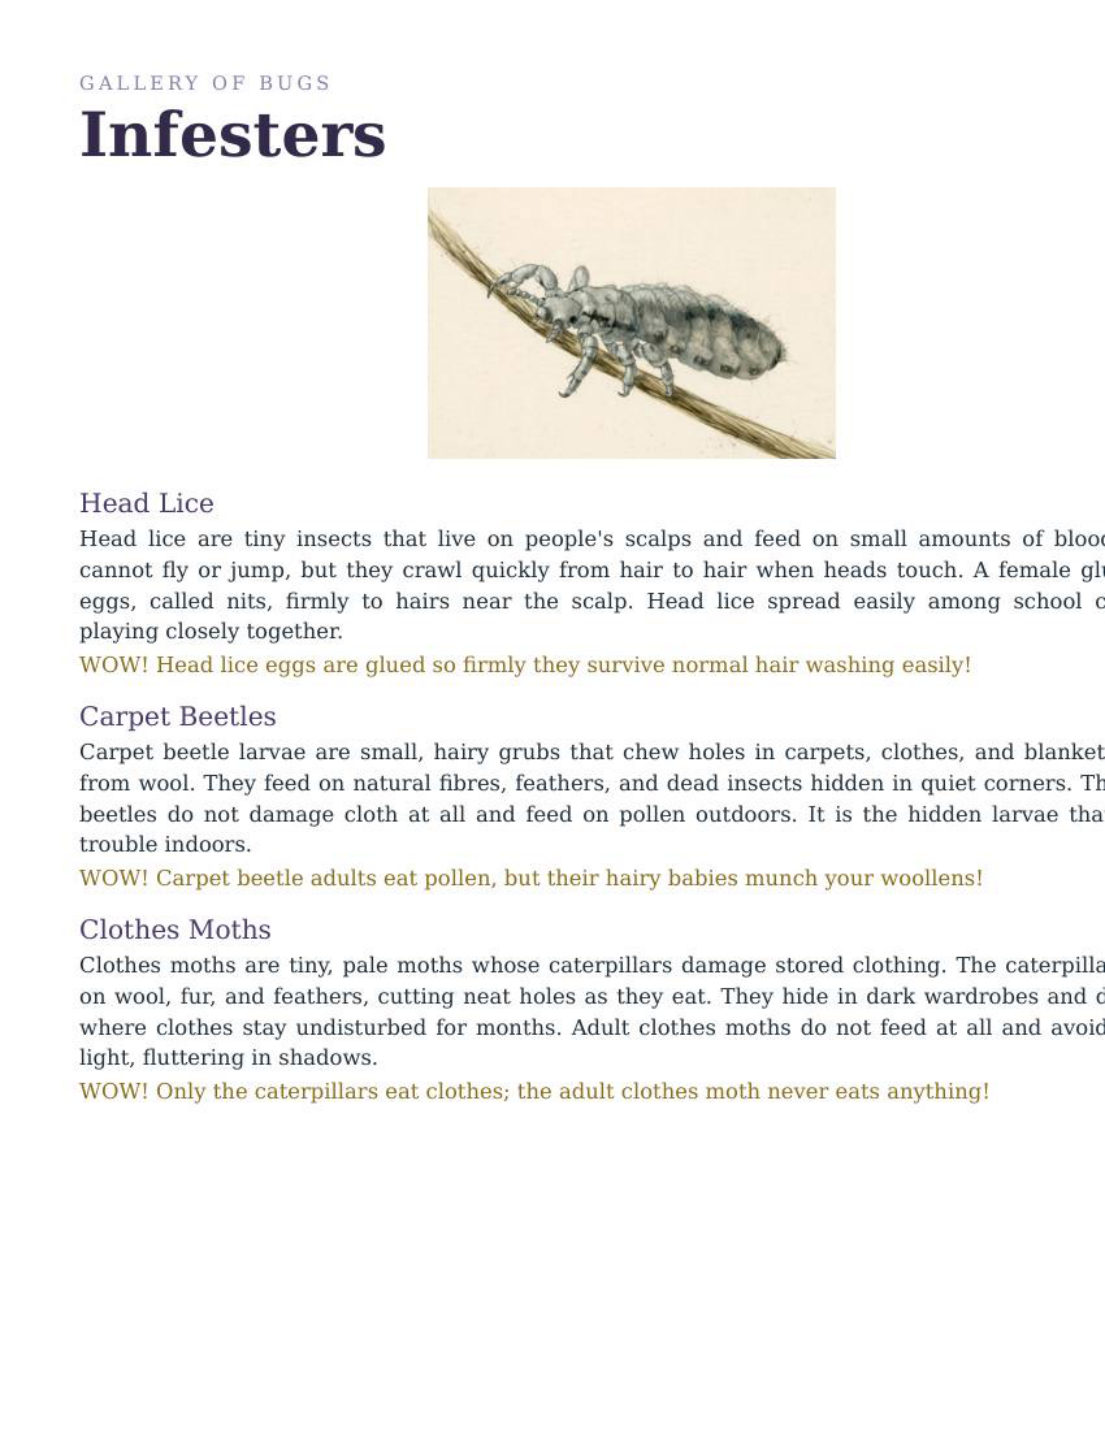 GALLERY OF BUGS
Infesters
Head Lice
Head lice are tiny insects that live on people's scalps and feed on small amounts of
cannot fly or jump, but they crawl quickly from hair to hair when heads touch. A female
eggs, called nits, firmly to hairs near the scalp. Head lice spread easily among school
playing closely together.
WOW! Head lice eggs are glued so firmly they survive normal hair washing easily!
Carpet Beetles
Carpet beetle larvae are small, hairy grubs that chew holes in carpets, clothes, and
from wool. They feed on natural fibres, feathers, and dead insects hidden in quiet corners.
beetles do not damage cloth at all and feed on pollen outdoors. It is the hidden larvae
trouble indoors.
WOW! Carpet beetle adults eat pollen, but their hairy babies munch your woollens!
Clothes Moths
Clothes moths are tiny, pale moths whose caterpillars damage stored clothing. The
on wool, fur, and feathers, cutting neat holes as they eat. They hide in dark wardrobes and
where clothes stay undisturbed for months. Adult clothes moths do not feed at all and avoid
light, fluttering in shadows.
WOW! Only the caterpillars eat clothes; the adult clothes moth never eats anything!